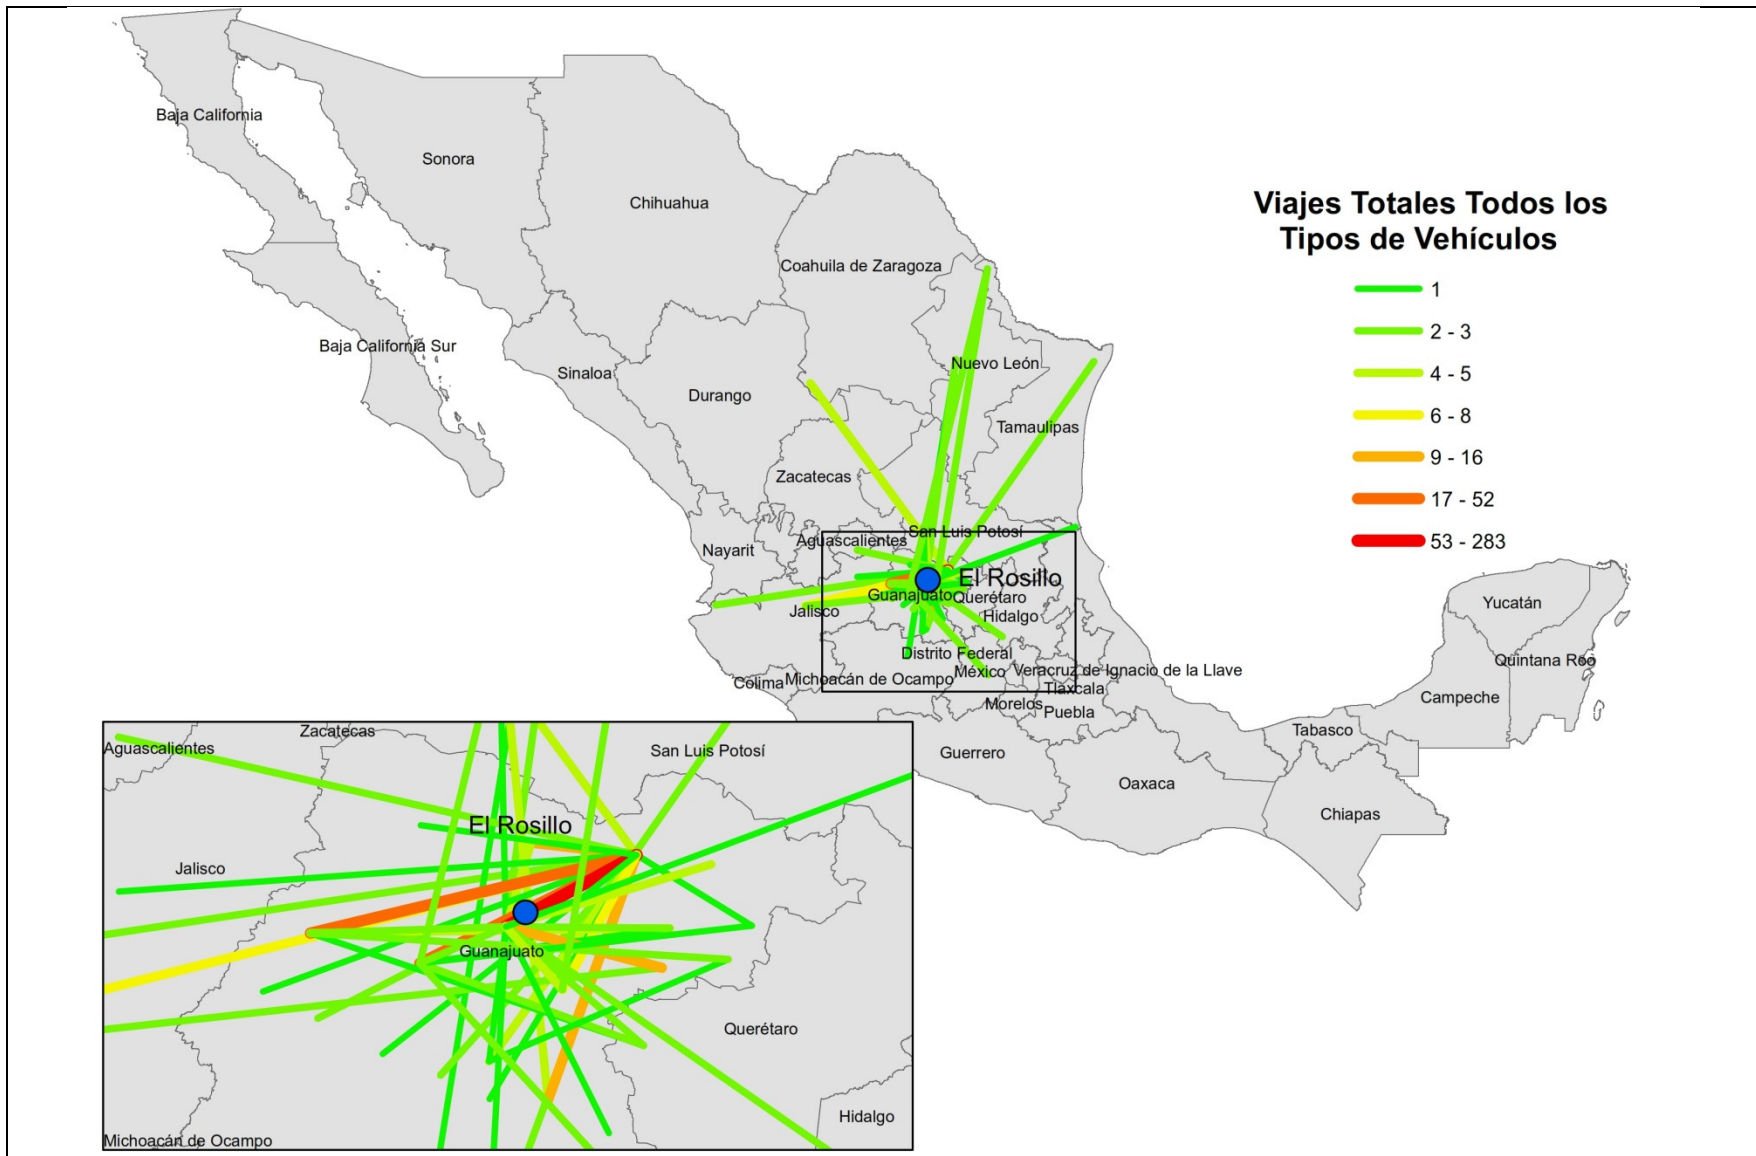 Baja California
Sonora
Chihuahua
Coahuila de Zaragoza
Baja California Sur
Sinaloa
Durango
Nuevo León
Tamaulipas
Zacatecas
San Luis Potosí
Aguascalientes
Nayarit
El Rosillo
Guanajuato
Querétaro
Jalisco
Hidalgo
Distrito Federal
México
Veracruz de Ignacio de la Llave
Colima
Michoacán de Ocampo
Tlaxcala
Morelos
Puebla
Guerrero
Oaxaca
Chiapas
Tabasco
Campeche
Yucatán
Quintana Roo
Viajes Totales Todos los
Tipos de Vehículos
1
2 - 3
4 - 5
6 - 8
9 - 16
17 - 52
53 - 283
Zacatecas
Aguascalientes
San Luis Potosí
El Rosillo
Jalisco
Guanajuato
Querétaro
Hidalgo
Michoacán de Ocampo